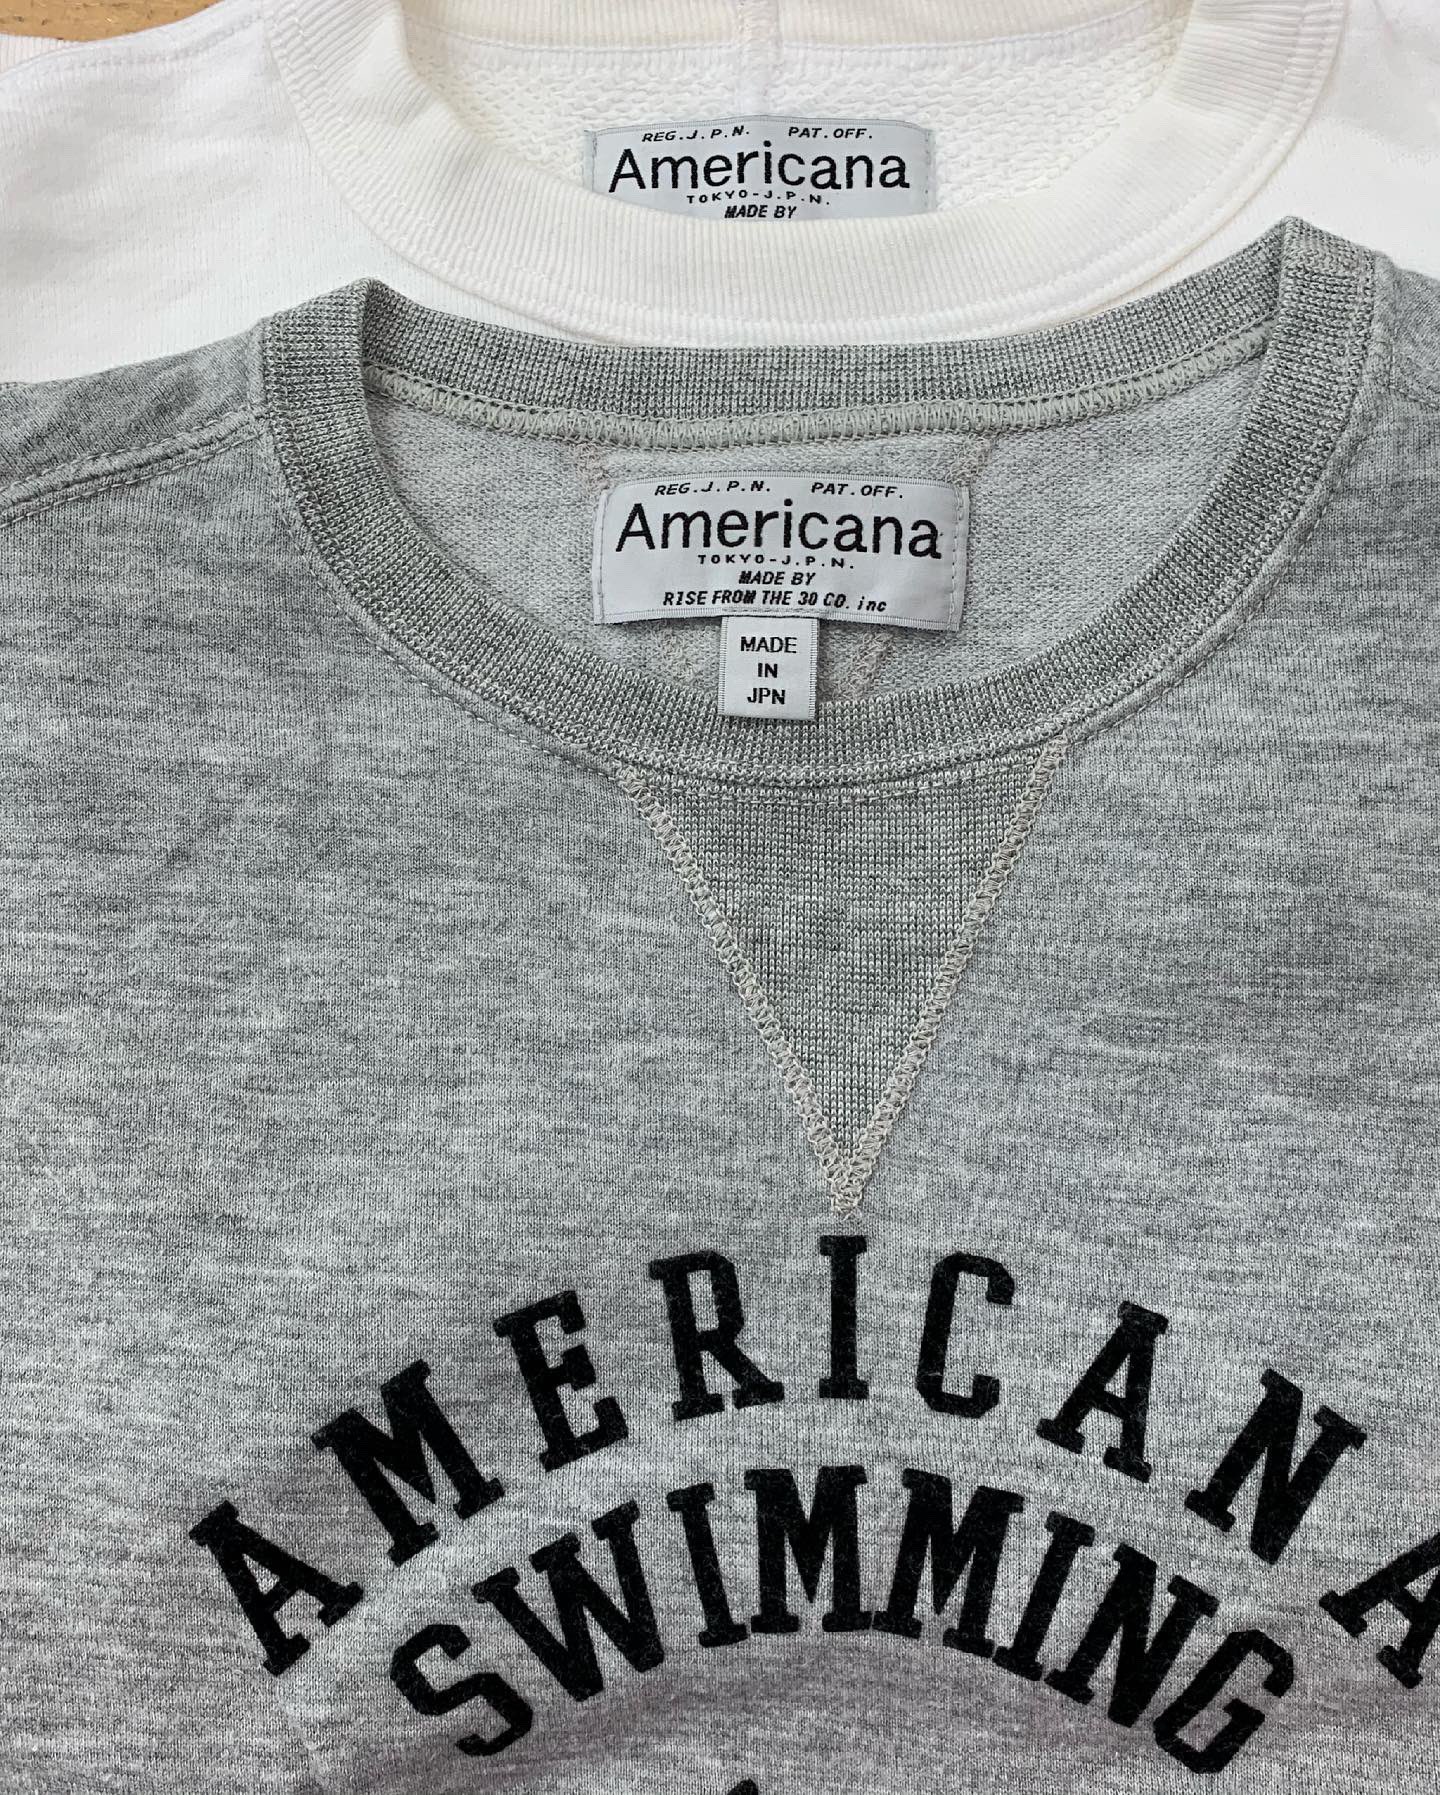 REG.J.P.N. PAT.OFF.
Americana
TOKYO-J.P.N.
MADE BY
REG.J.P.N. PAT.OFF.
Americana
TOKYO-J.P.N.
MADE BY
RISE FROM THE 30 CO. inc
MADE
IN
JPN
AMERICANA
SWIMMING